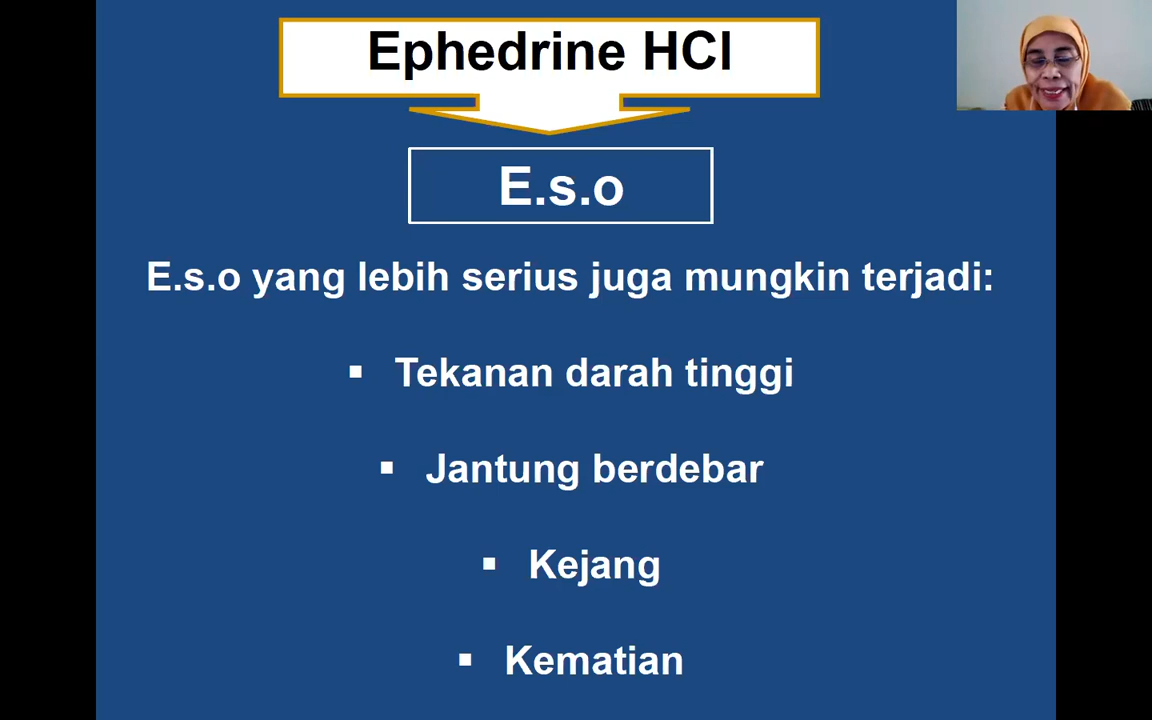 Ephedrine HCl
E.s.o
E.s.o yang lebih serius juga mungkin terjadi:
▪ Tekanan darah tinggi
▪ Jantung berdebar
▪ Kejang
▪ Kematian